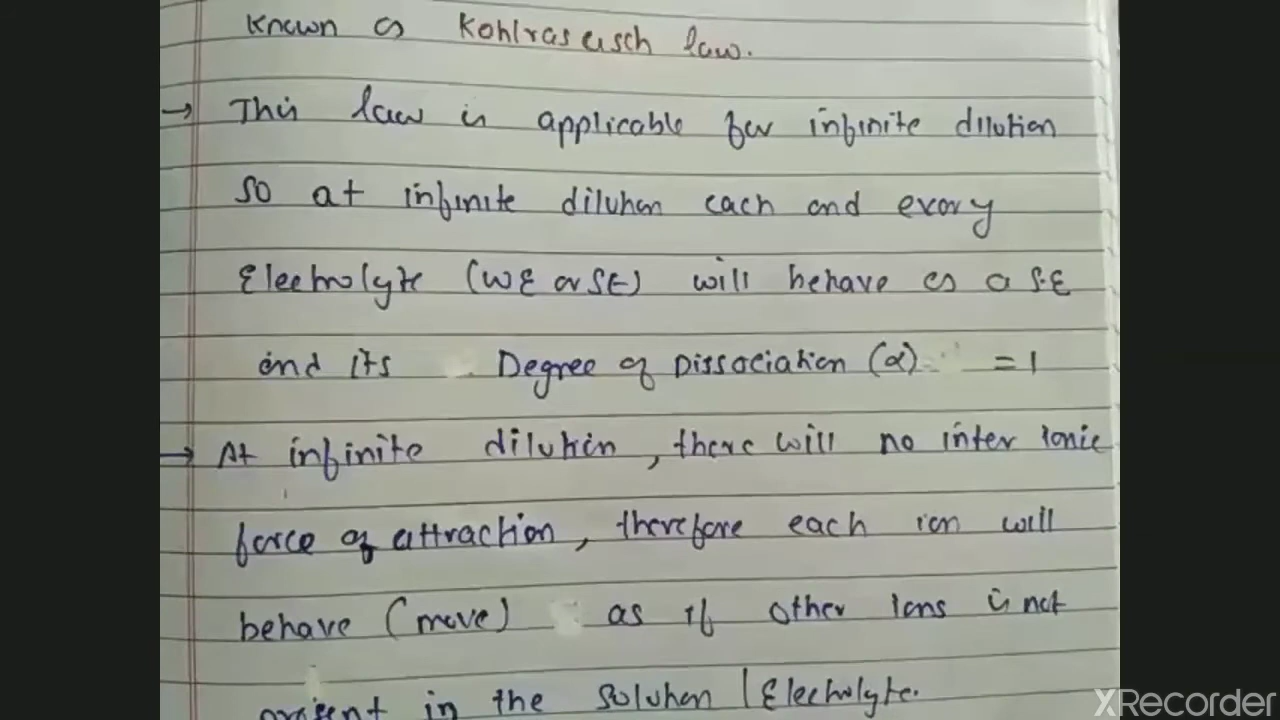 known as Kohlraseusch law.
→ This law is applicable for infinite dilution
so at infinite dilution each and every
Electrolyte (WE or SE) will behave as a S.E
and its Degree of Dissociation (α) = 1
→ At infinite dilution, there will no inter ionic
force of attraction, therefore each ion will
behave (move) as if other ions is not
present in the solution | Electrolyte.
XRecorder